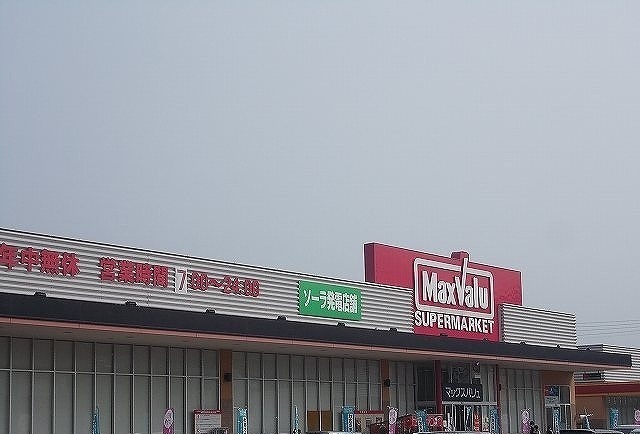 年中無休 営業時間 7:00～24:00
ソーラ発電店舗
MaxValu
SUPERMARKET
マックスバリュ